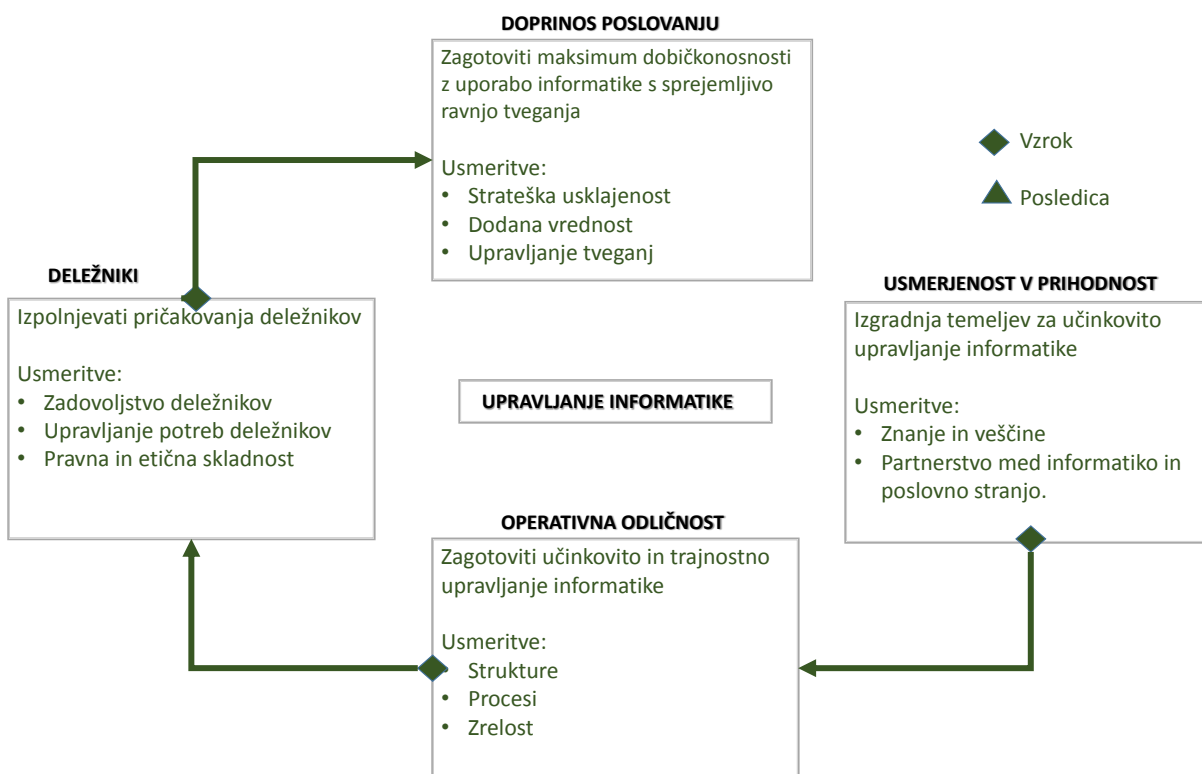 DOPRINOS POSLOVANJU
Zagotoviti maksimum dobičkonosnosti
z uporabo informatike s sprejemljivo
ravnjo tveganja
Usmeritve:
• Strateška usklajenost
• Dodana vrednost
• Upravljanje tveganj
Vzrok
Posledica
DELEŽNIKI
Izpolnjevati pričakovanja deležnikov
Usmeritve:
• Zadovoljstvo deležnikov
• Upravljanje potreb deležnikov
• Pravna in etična skladnost
UPRAVLJANJE INFORMATIKE
USMERJENOST V PRIHODNOST
Izgradnja temeljev za učinkovito
upravljanje informatike
Usmeritve:
• Znanje in veščine
• Partnerstvo med informatiko in
poslovno stranjo.
OPERATIVNA ODLIČNOST
Zagotoviti učinkovito in trajnostno
upravljanje informatike
Usmeritve:
• Strukture
• Procesi
• Zrelost